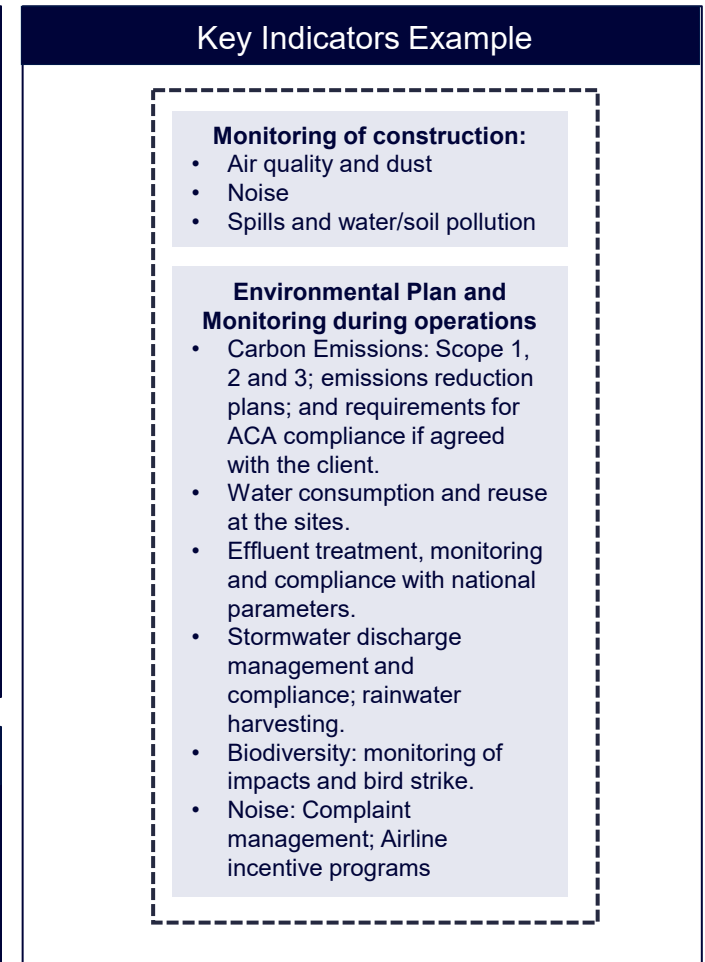 Key Indicators Example
Monitoring of construction:
• Air quality and dust
• Noise
• Spills and water/soil pollution
Environmental Plan and
Monitoring during operations
• Carbon Emissions: Scope 1,
2 and 3; emissions reduction
plans; and requirements for
ACA compliance if agreed
with the client.
• Water consumption and reuse
at the sites.
• Effluent treatment, monitoring
and compliance with national
parameters.
• Stormwater discharge
management and
compliance; rainwater
harvesting.
• Biodiversity: monitoring of
impacts and bird strike.
• Noise: Complaint
management; Airline
incentive programs